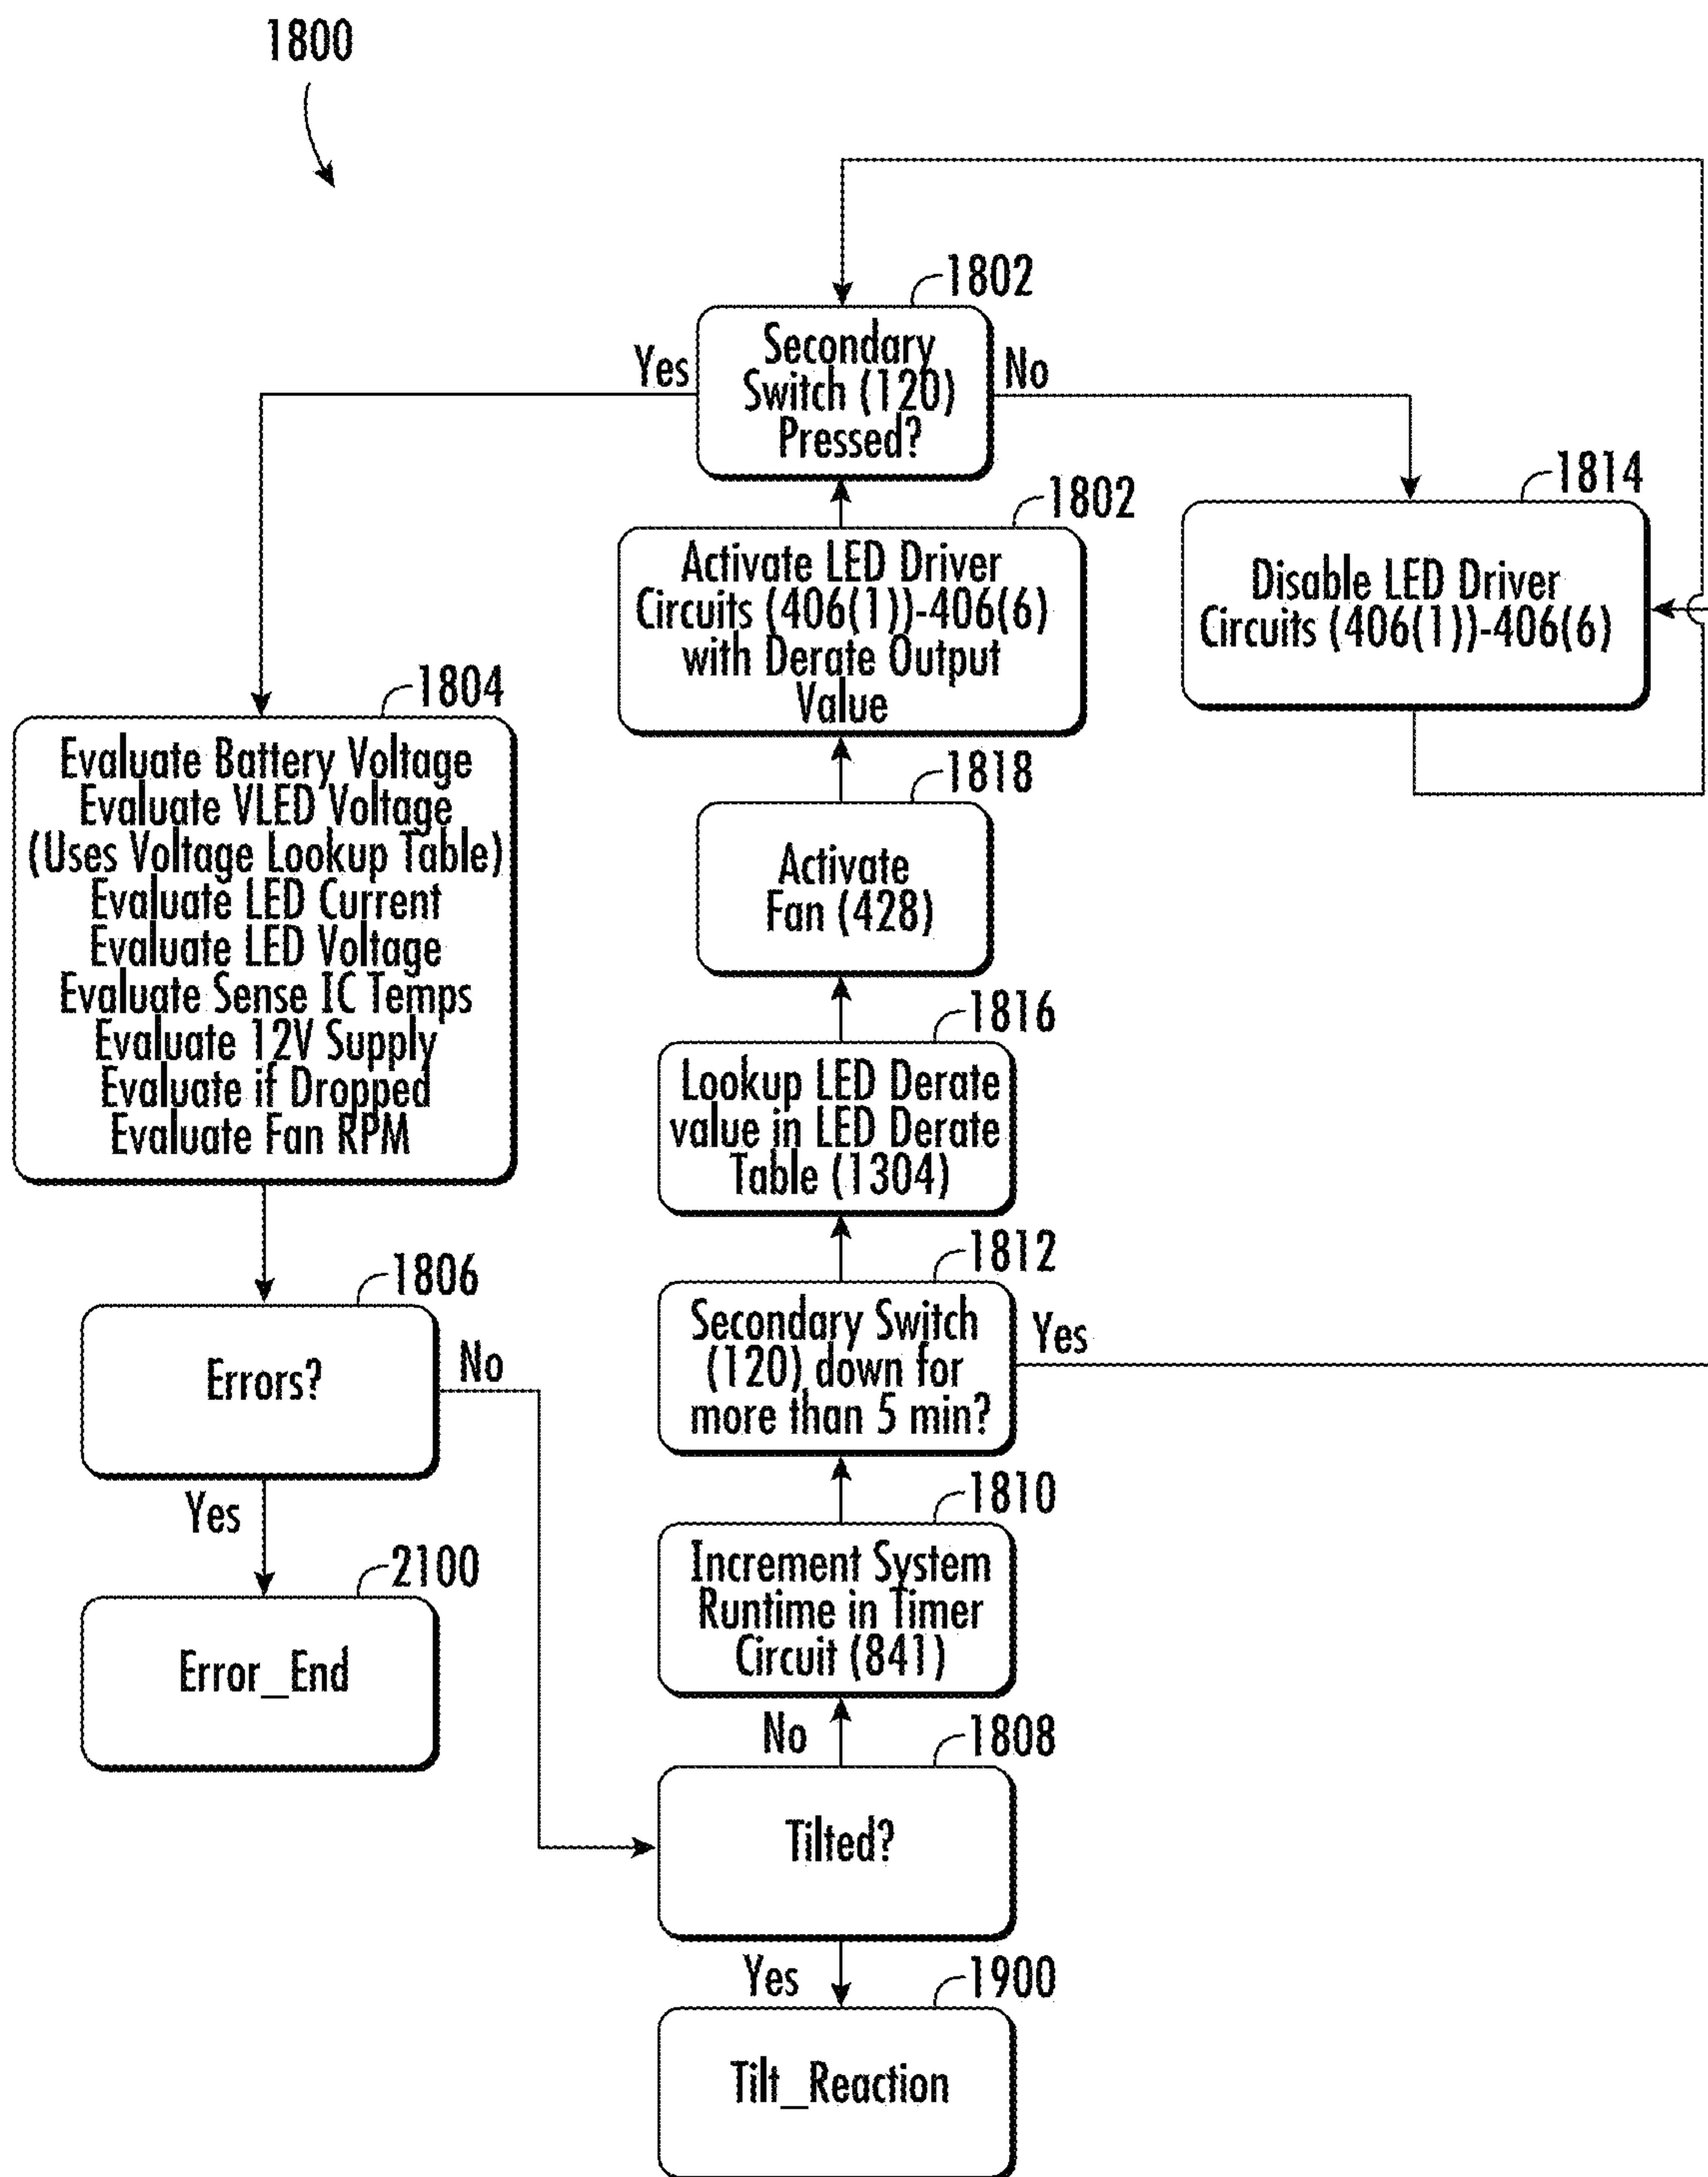 1800
1802
Secondary
Switch (120)
Pressed?
Yes
No
1802
Activate LED Driver
Circuits (406(1))-406(6)
with Derate Output
Value
1814
Disable LED Driver
Circuits (406(1))-406(6)
1804
Evaluate Battery Voltage
Evaluate VLED Voltage
(Uses Voltage Lookup Table)
Evaluate LED Current
Evaluate LED Voltage
Evaluate Sense IC Temps
Evaluate 12V Supply
Evaluate if Dropped
Evaluate Fan RPM
1818
Activate
Fan (428)
1816
Lookup LED Derate
value in LED Derate
Table (1304)
1812
Secondary Switch
(120) down for
more than 5 min?
Yes
1806
Errors?
No
Yes
2100
Error_End
1810
Increment System
Runtime in Timer
Circuit (841)
No
1808
Tilted?
Yes
1900
Tilt_Reaction